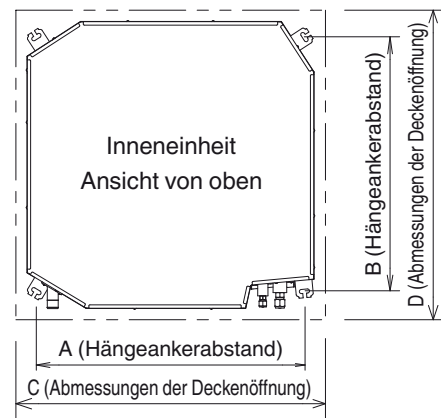 Inneneinheit
Ansicht von oben
B (Hängeankerabstand)
D (Abmessungen der Deckenöffnung)
A (Hängeankerabstand)
C (Abmessungen der Deckenöffnung)